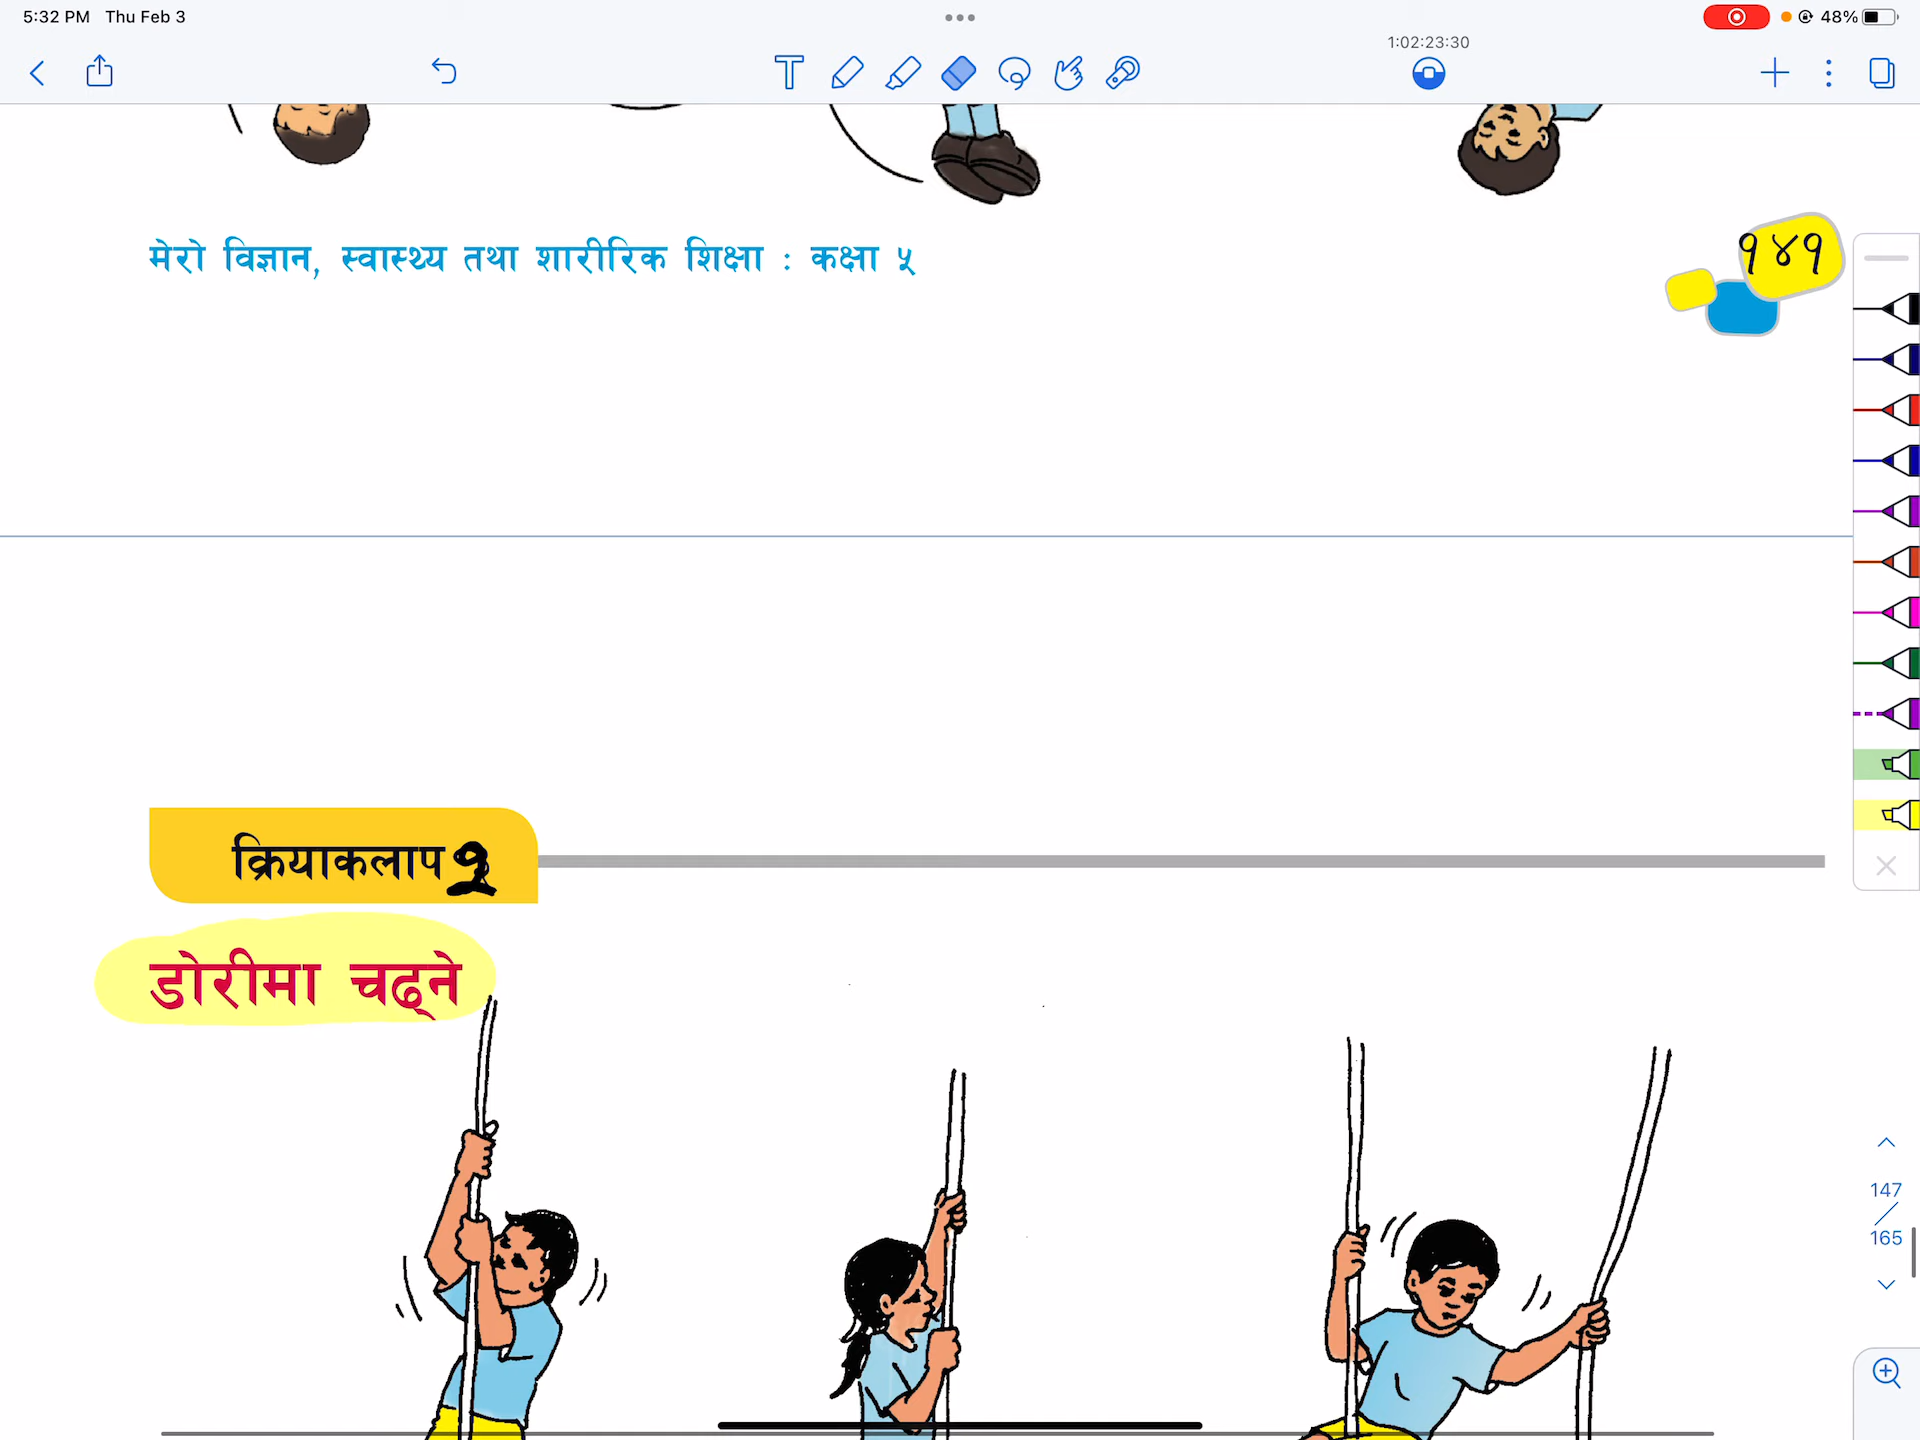 5:32 PM Thu Feb 3
48%
1:02:23:30
मेरो विज्ञान, स्वास्थ्य तथा शारीरिक शिक्षा : कक्षा ५
१४१
क्रियाकलाप १
डोरीमा चढ्ने
147
165